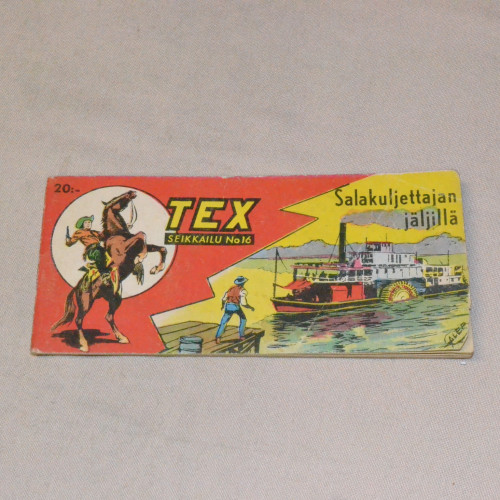 20:-
TEX
SEIKKAILU No 16
Salakuljettajan
jäljillä